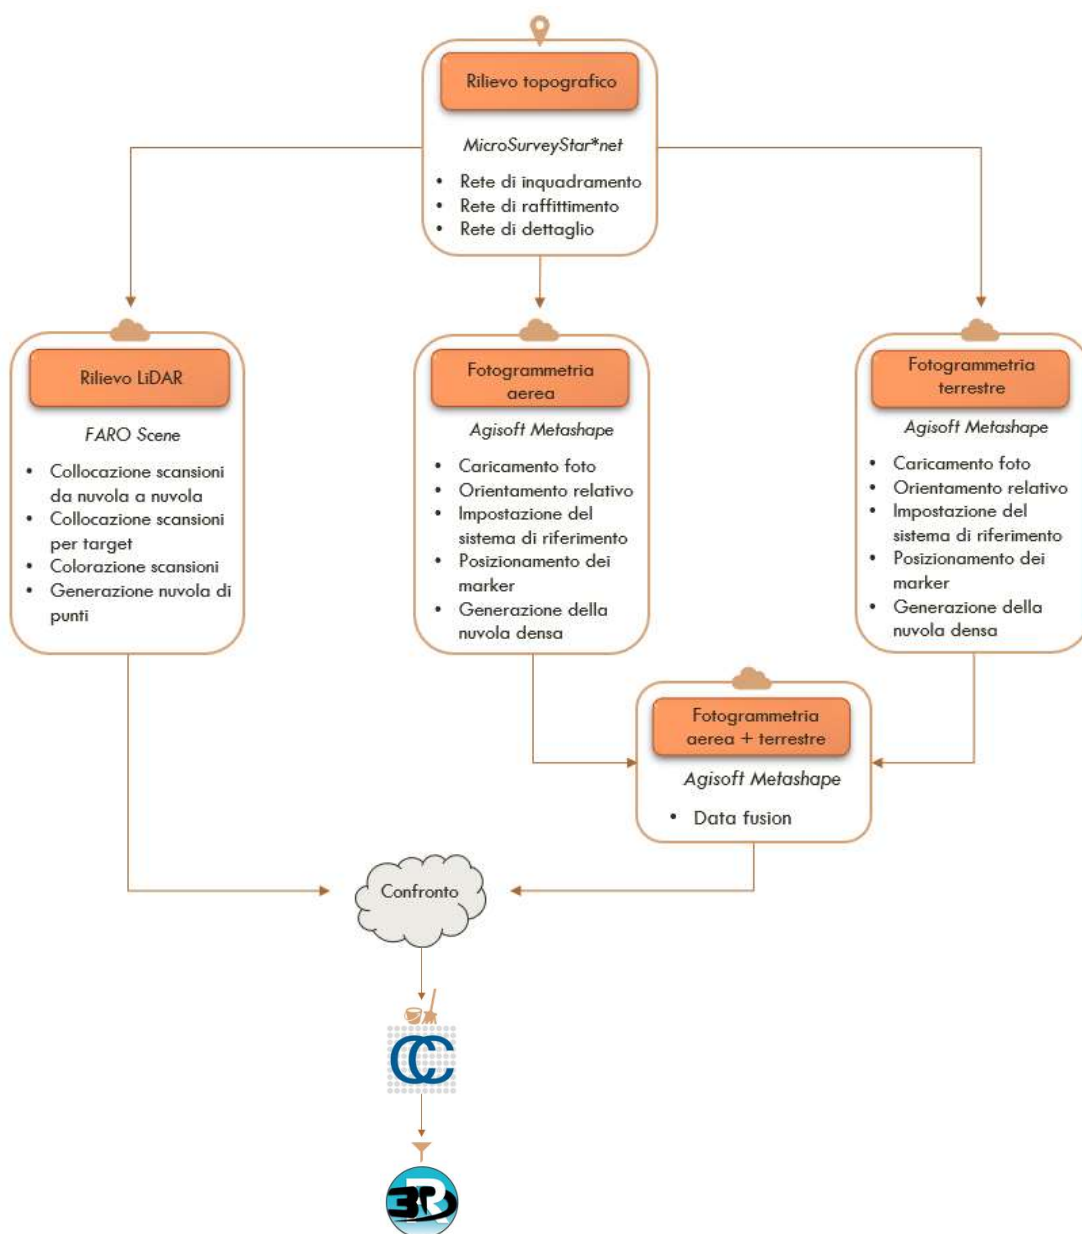 Rilievo topografico
MicroSurveyStar*net
• Rete di inquadramento
• Rete di raffittimento
• Rete di dettaglio
Rilievo LiDAR
FARO Scene
• Collocazione scansioni
da nuvola a nuvola
• Collocazione scansioni
per target
• Colorazione scansioni
• Generazione nuvola di
punti
Fotogrammetria
aerea
Agisoft Metashape
• Caricamento foto
• Orientamento relativo
• Impostazione del
sistema di riferimento
• Posizionamento dei
marker
• Generazione della
nuvola densa
Fotogrammetria
terrestre
Agisoft Metashape
• Caricamento foto
• Orientamento relativo
• Impostazione del
sistema di riferimento
• Posizionamento dei
marker
• Generazione della
nuvola densa
Fotogrammetria
aerea + terrestre
Agisoft Metashape
• Data fusion
Confronto
CC
3DR